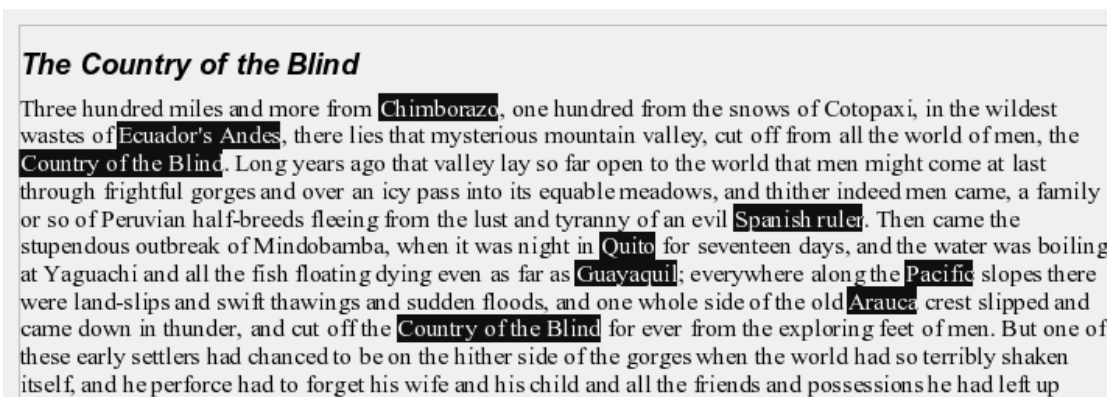 The Country of the Blind
Three hundred miles and more from Chimborazo, one hundred from the snows of Cotopaxi, in the wildest
wastes of Ecuador's Andes, there lies that mysterious mountain valley, cut off from all the world of men, the
Country of the Blind. Long years ago that valley lay so far open to the world that men might come at last
through frightful gorges and over an icy pass into its equable meadows, and thither indeed men came, a family
or so of Peruvian half-breeds fleeing from the lust and tyranny of an evil Spanish ruler. Then came the
stupendous outbreak of Mindobamba, when it was night in Quito for seventeen days, and the water was boiling
at Yaguachi and all the fish floating dying even as far as Guayaquil; everywhere along the Pacific slopes there
were land-slips and swift thawings and sudden floods, and one whole side of the old Arauca crest slipped and
came down in thunder, and cut off the Country of the Blind for ever from the exploring feet of men. But one of
these early settlers had chanced to be on the hither side of the gorges when the world had so terribly shaken
itself, and he perforce had to forget his wife and his child and all the friends and possessions he had left up